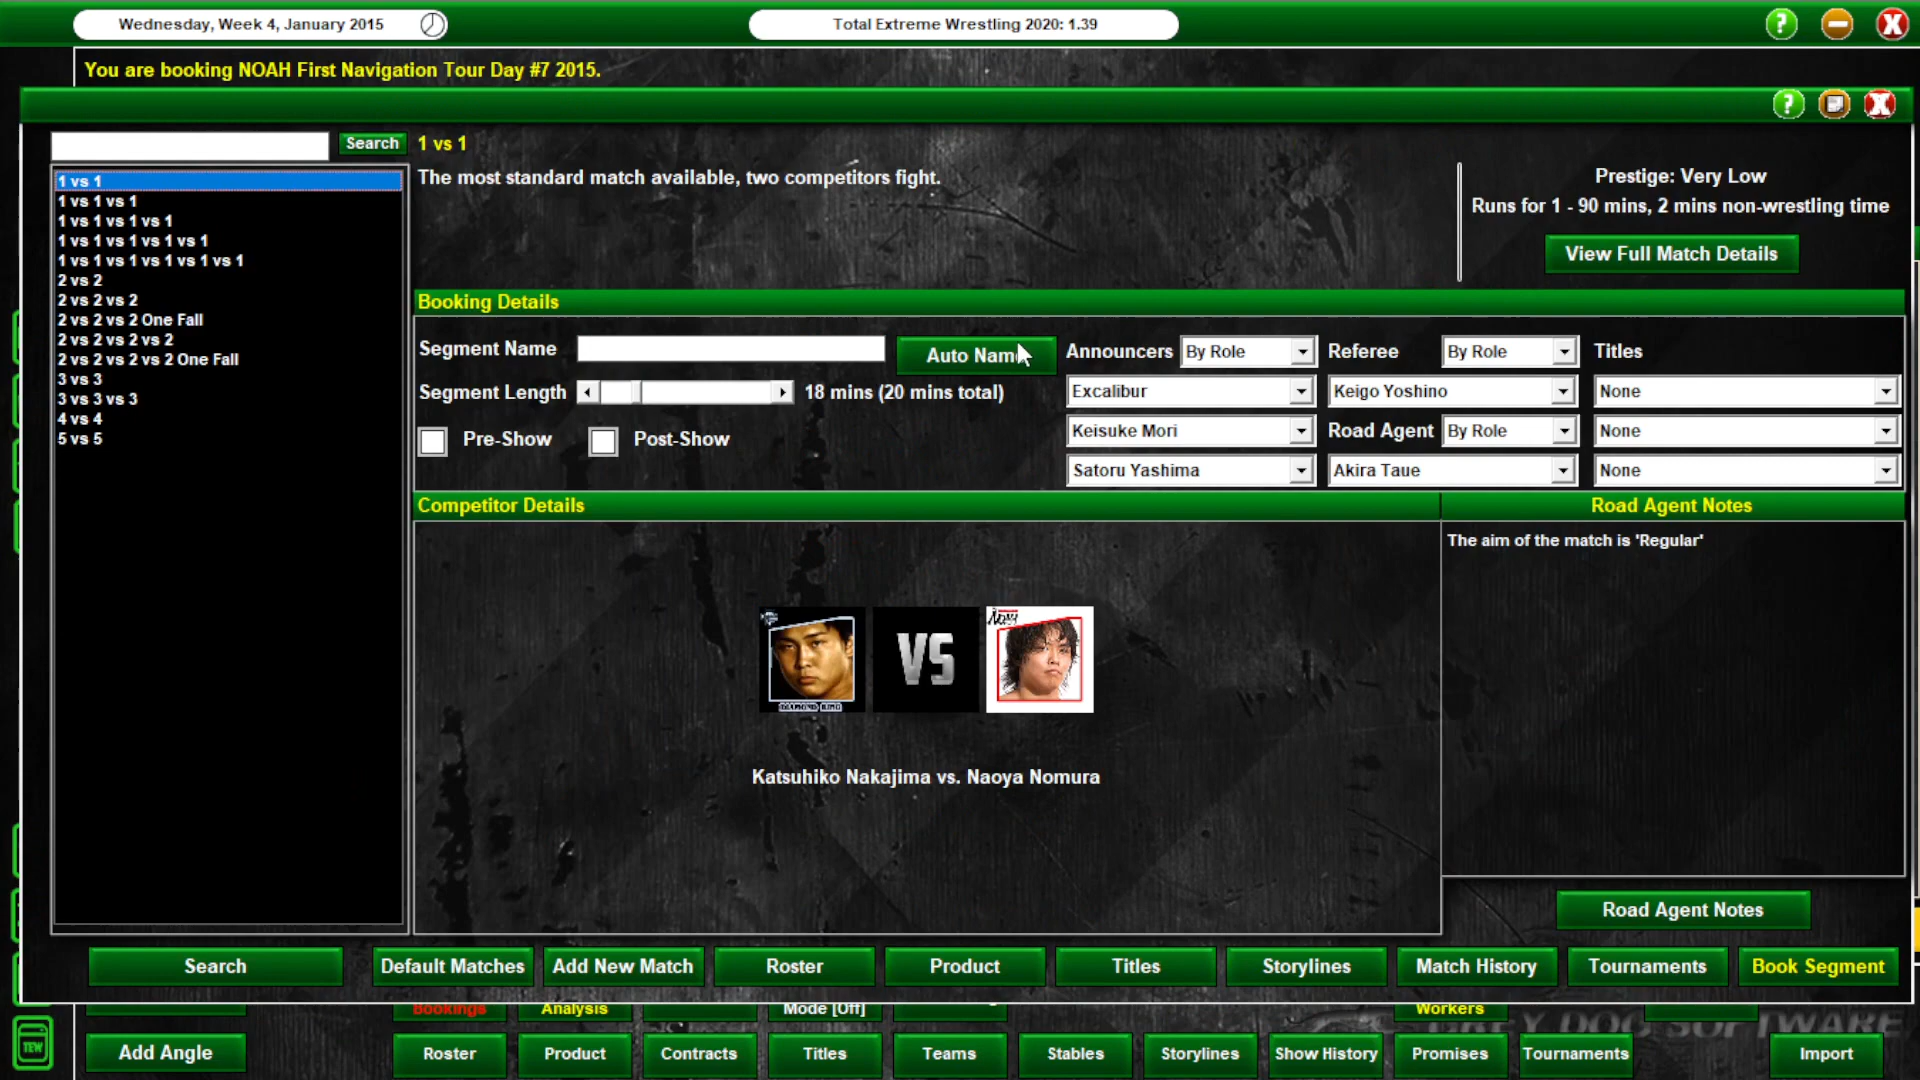 Wednesday, Week 4, January 2015
Total Extreme Wrestling 2020: 1.39
You are booking NOAH First Navigation Tour Day #7 2015.
Search
1 vs 1
The most standard match available, two competitors fight.
Prestige: Very Low
Runs for 1 - 90 mins, 2 mins non-wrestling time
View Full Match Details
1 vs 1
1 vs 1 vs 1
1 vs 1 vs 1 vs 1
1 vs 1 vs 1 vs 1 vs 1
1 vs 1 vs 1 vs 1 vs 1 vs 1
2 vs 2
2 vs 2 vs 2
2 vs 2 vs 2 One Fall
2 vs 2 vs 2 vs 2
2 vs 2 vs 2 vs 2 One Fall
3 vs 3
3 vs 3 vs 3
4 vs 4
5 vs 5
Booking Details
Segment Name
Auto Name
Announcers By Role Referee By Role Titles
Segment Length 18 mins (20 mins total)
Excalibur Keigo Yoshino None
Pre-Show Post-Show
Keisuke Mori Road Agent By Role None
Satoru Yashima Akira Taue None
Competitor Details
Road Agent Notes
The aim of the match is 'Regular'
NOAH
VS
DIAMOND RING
Katsuhiko Nakajima vs. Naoya Nomura
Road Agent Notes
Search Default Matches Add New Match Roster Product Titles Storylines Match History Tournaments Book Segment
Bookings Analysis Mode [Off] Workers
GREY DOG SOFTWARE
TEW
Add Angle Roster Product Contracts Titles Teams Stables Storylines Show History Promises Tournaments Import